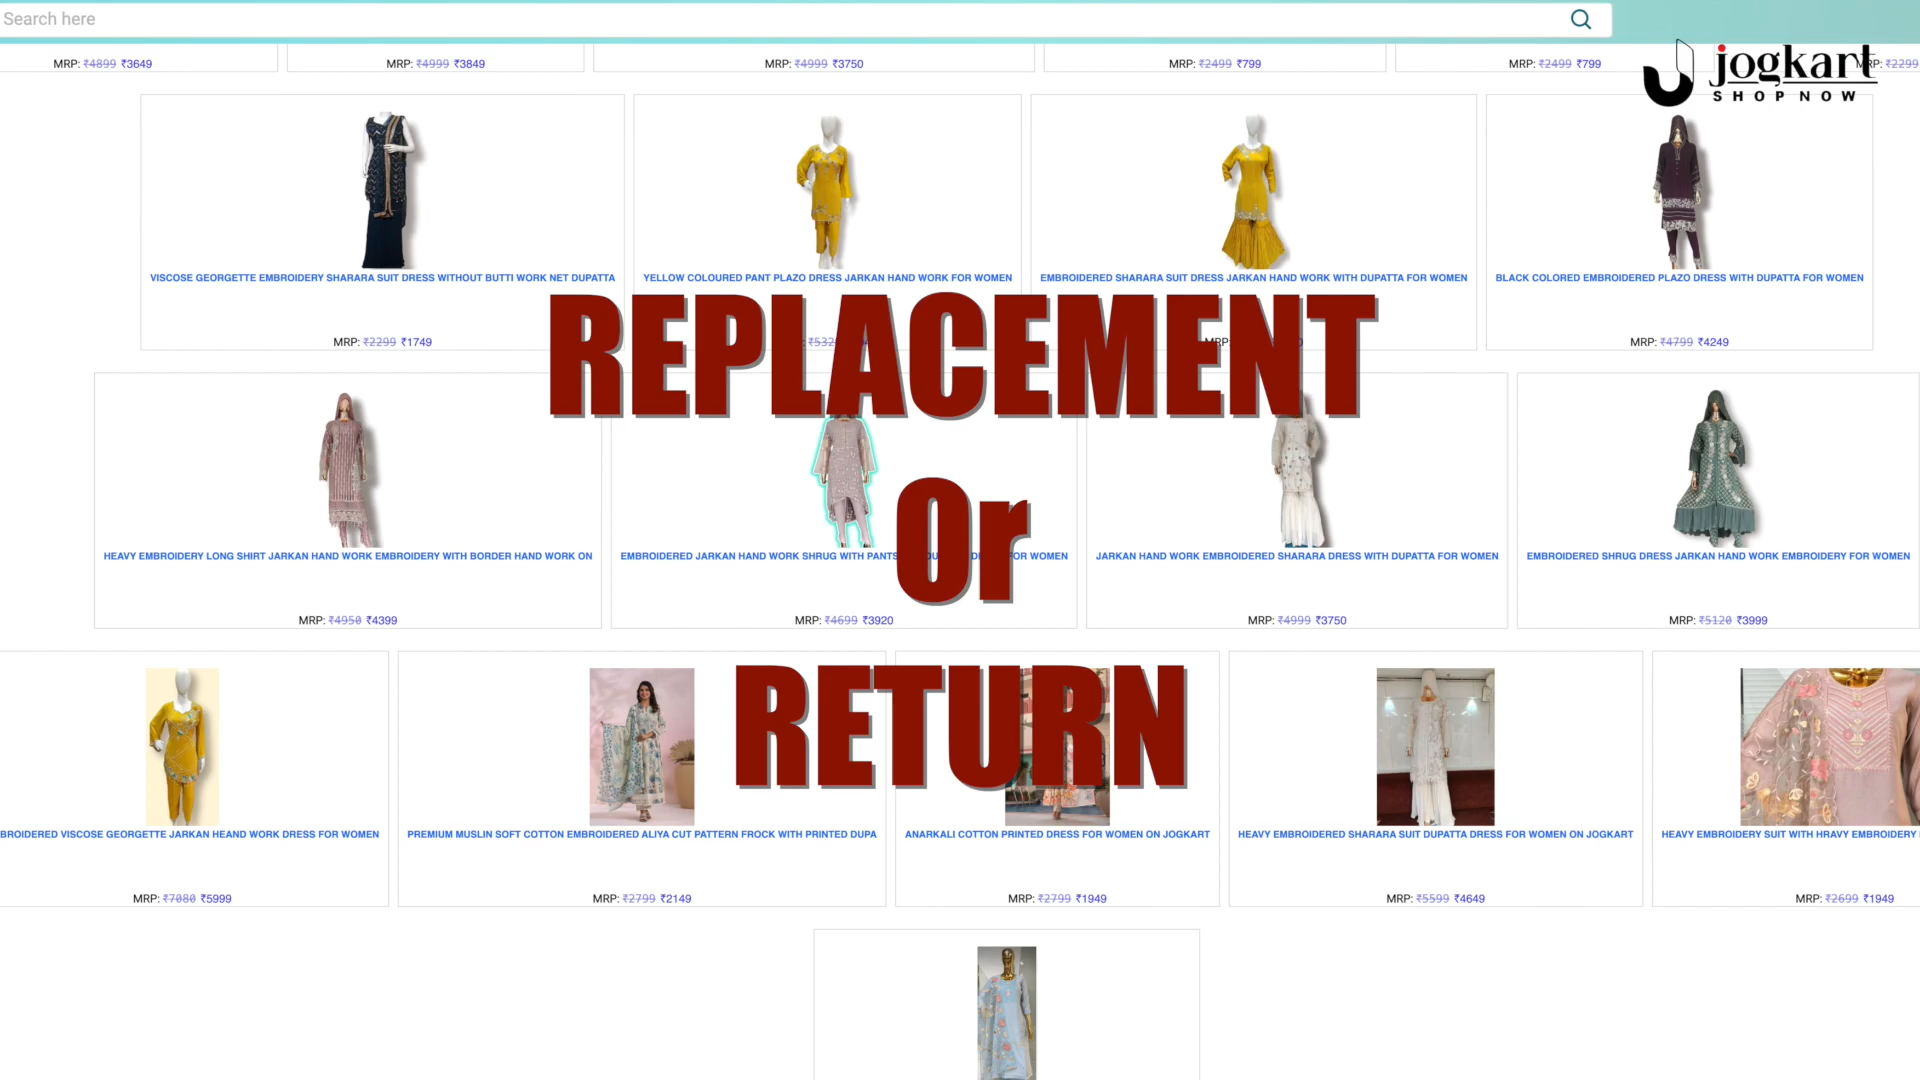 Search here
MRP: ₹4899 ₹3649
MRP: ₹4999 ₹3849
MRP: ₹4999 ₹3750
MRP: ₹2499 ₹799
MRP: ₹2499 ₹799
MRP: ₹2299
jogkart
SHOP NOW
VISCOSE GEORGETTE EMBROIDERY SHARARA SUIT DRESS WITHOUT BUTTI WORK NET DUPATTA
YELLOW COLOURED PANT PLAZO DRESS JARKAN HAND WORK FOR WOMEN
EMBROIDERED SHARARA SUIT DRESS JARKAN HAND WORK WITH DUPATTA FOR WOMEN
BLACK COLORED EMBROIDERED PLAZO DRESS WITH DUPATTA FOR WOMEN
MRP: ₹2299 ₹1749
MRP:
MRP: ₹4799 ₹4249
REPLACEMENT
Or
RETURN
HEAVY EMBROIDERY LONG SHIRT JARKAN HAND WORK EMBROIDERY WITH BORDER HAND WORK ON
EMBROIDERED JARKAN HAND WORK SHRUG WITH PANTS FOR WOMEN
JARKAN HAND WORK EMBROIDERED SHARARA DRESS WITH DUPATTA FOR WOMEN
EMBROIDERED SHRUG DRESS JARKAN HAND WORK EMBROIDERY FOR WOMEN
MRP: ₹4950 ₹4399
MRP: ₹4699 ₹3920
MRP: ₹4999 ₹3750
MRP: ₹5120 ₹3999
BROIDERED VISCOSE GEORGETTE JARKAN HEAND WORK DRESS FOR WOMEN
PREMIUM MUSLIN SOFT COTTON EMBROIDERED ALIYA CUT PATTERN FROCK WITH PRINTED DUPA
ANARKALI COTTON PRINTED DRESS FOR WOMEN ON JOGKART
HEAVY EMBROIDERED SHARARA SUIT DUPATTA DRESS FOR WOMEN ON JOGKART
HEAVY EMBROIDERY SUIT WITH HRAVY EMBROIDERY
MRP: ₹7080 ₹5999
MRP: ₹2799 ₹2149
MRP: ₹2799 ₹1949
MRP: ₹5599 ₹4649
MRP: ₹2699 ₹1949